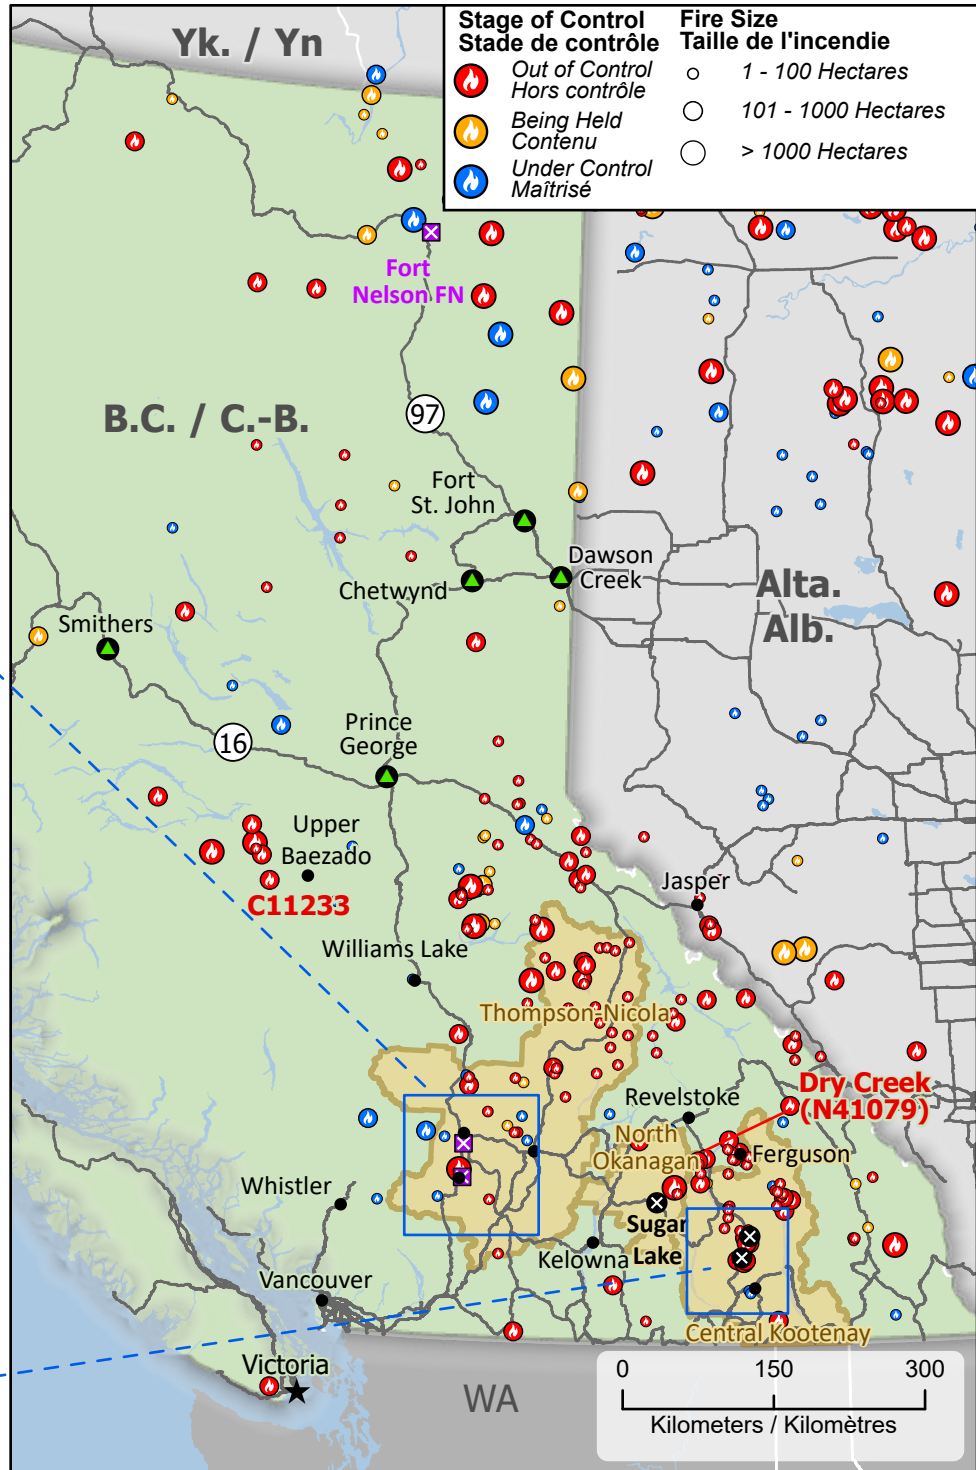 Yk. / Yn
Stage of Control
Stade de contrôle
Out of Control
Hors contrôle
Being Held
Contenu
Under Control
Maîtrisé
Fire Size
Taille de l'incendie
1 - 100 Hectares
101 - 1000 Hectares
> 1000 Hectares
Fort
Nelson FN
B.C. / C.-B.
97
Fort
St. John
Dawson
Creek
Chetwynd
Alta.
Alb.
Smithers
Prince
George
16
Upper
Baezado
C11233
Jasper
Williams Lake
Thompson-Nicola
Dry Creek
(N41079)
Revelstoke
North
Okanagan
Ferguson
Whistler
Sugar
Lake
Kelowna
Vancouver
Central Kootenay
Victoria
WA
0 150 300
Kilometers / Kilomètres